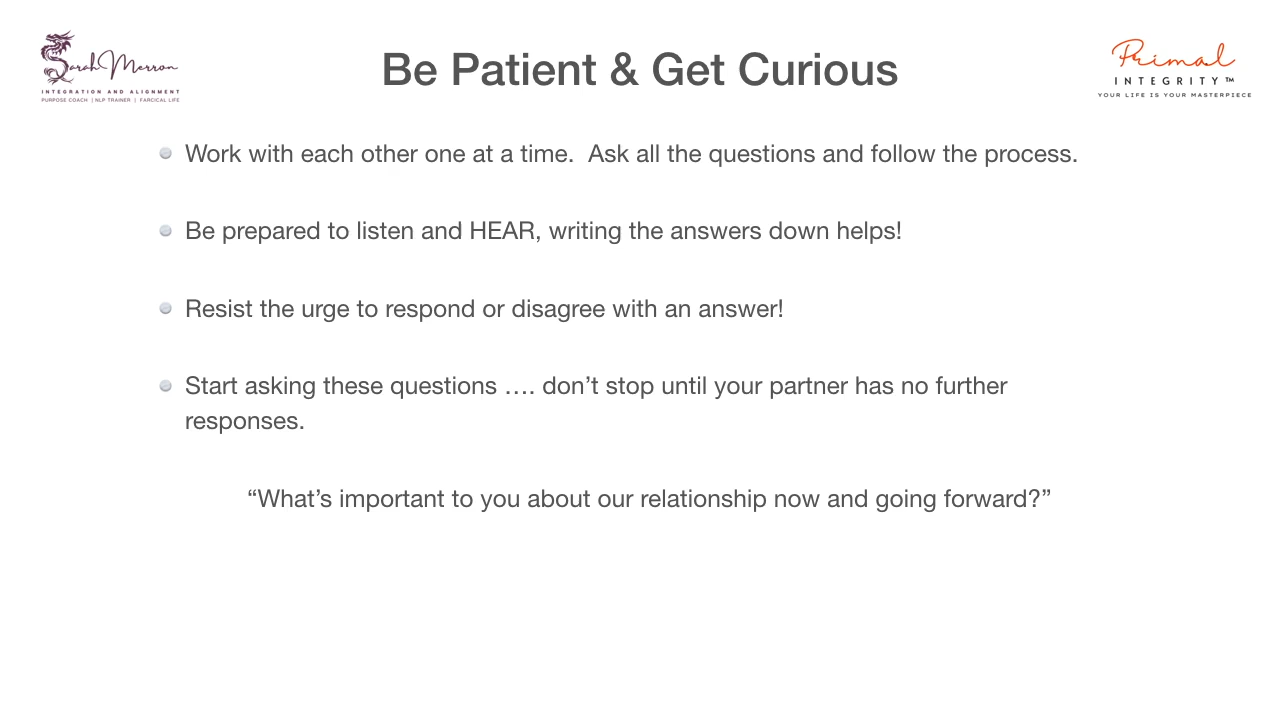 Sarah Merron
INTEGRATION AND ALIGNMENT
PURPOSE COACH | NLP TRAINER | FARCICAL LIFE
Be Patient & Get Curious
Primal
INTEGRITY™
YOUR LIFE IS YOUR MASTERPIECE
Work with each other one at a time.  Ask all the questions and follow the process.
Be prepared to listen and HEAR, writing the answers down helps!
Resist the urge to respond or disagree with an answer!
Start asking these questions …. don’t stop until your partner has no further
responses.
“What’s important to you about our relationship now and going forward?”